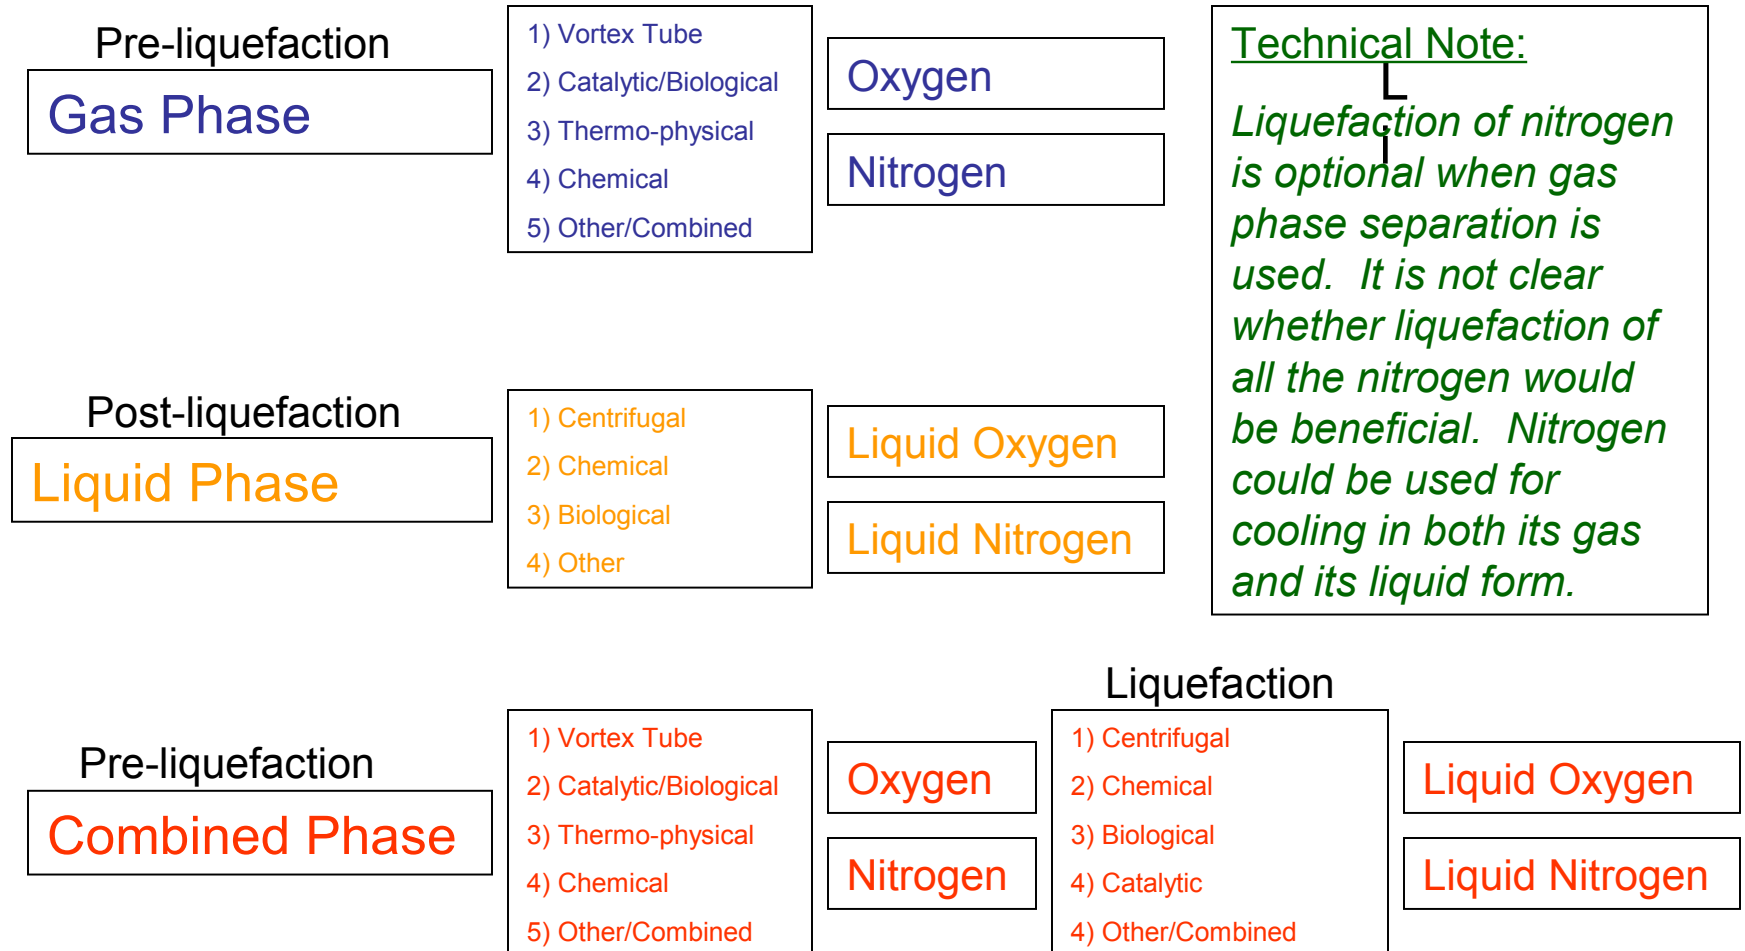 Pre-liquefaction
Gas Phase
1) Vortex Tube
2) Catalytic/Biological
3) Thermo-physical
4) Chemical
5) Other/Combined
Oxygen
Nitrogen
Technical Note:
L
i
Liquefaction of nitrogen
is optional when gas
phase separation is
used. It is not clear
whether liquefaction of
all the nitrogen would
be beneficial. Nitrogen
could be used for
cooling in both its gas
and its liquid form.
Post-liquefaction
Liquid Phase
1) Centrifugal
2) Chemical
3) Biological
4) Other
Liquid Oxygen
Liquid Nitrogen
Pre-liquefaction
Combined Phase
1) Vortex Tube
2) Catalytic/Biological
3) Thermo-physical
4) Chemical
5) Other/Combined
Oxygen
Nitrogen
Liquefaction
1) Centrifugal
2) Chemical
3) Biological
4) Catalytic
4) Other/Combined
Liquid Oxygen
Liquid Nitrogen